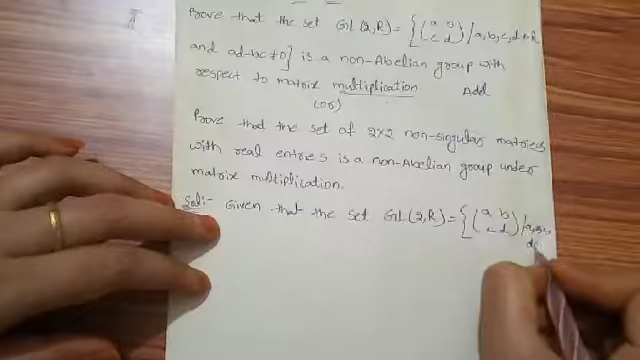 Prove that the set GL(2,R) = {(a b c d) / a,b,c,d ∈ R
and ad-bc ≠ 0} is a non-Abelian group with
respect to matrix multiplication Add
(or)
Prove that the set of 2x2 non-singular matrices
with real entries is a non-Abelian group under
matrix multiplication.
Sol:- Given that the set GL(2,R) = {(a b c d) / a,b,c,
d